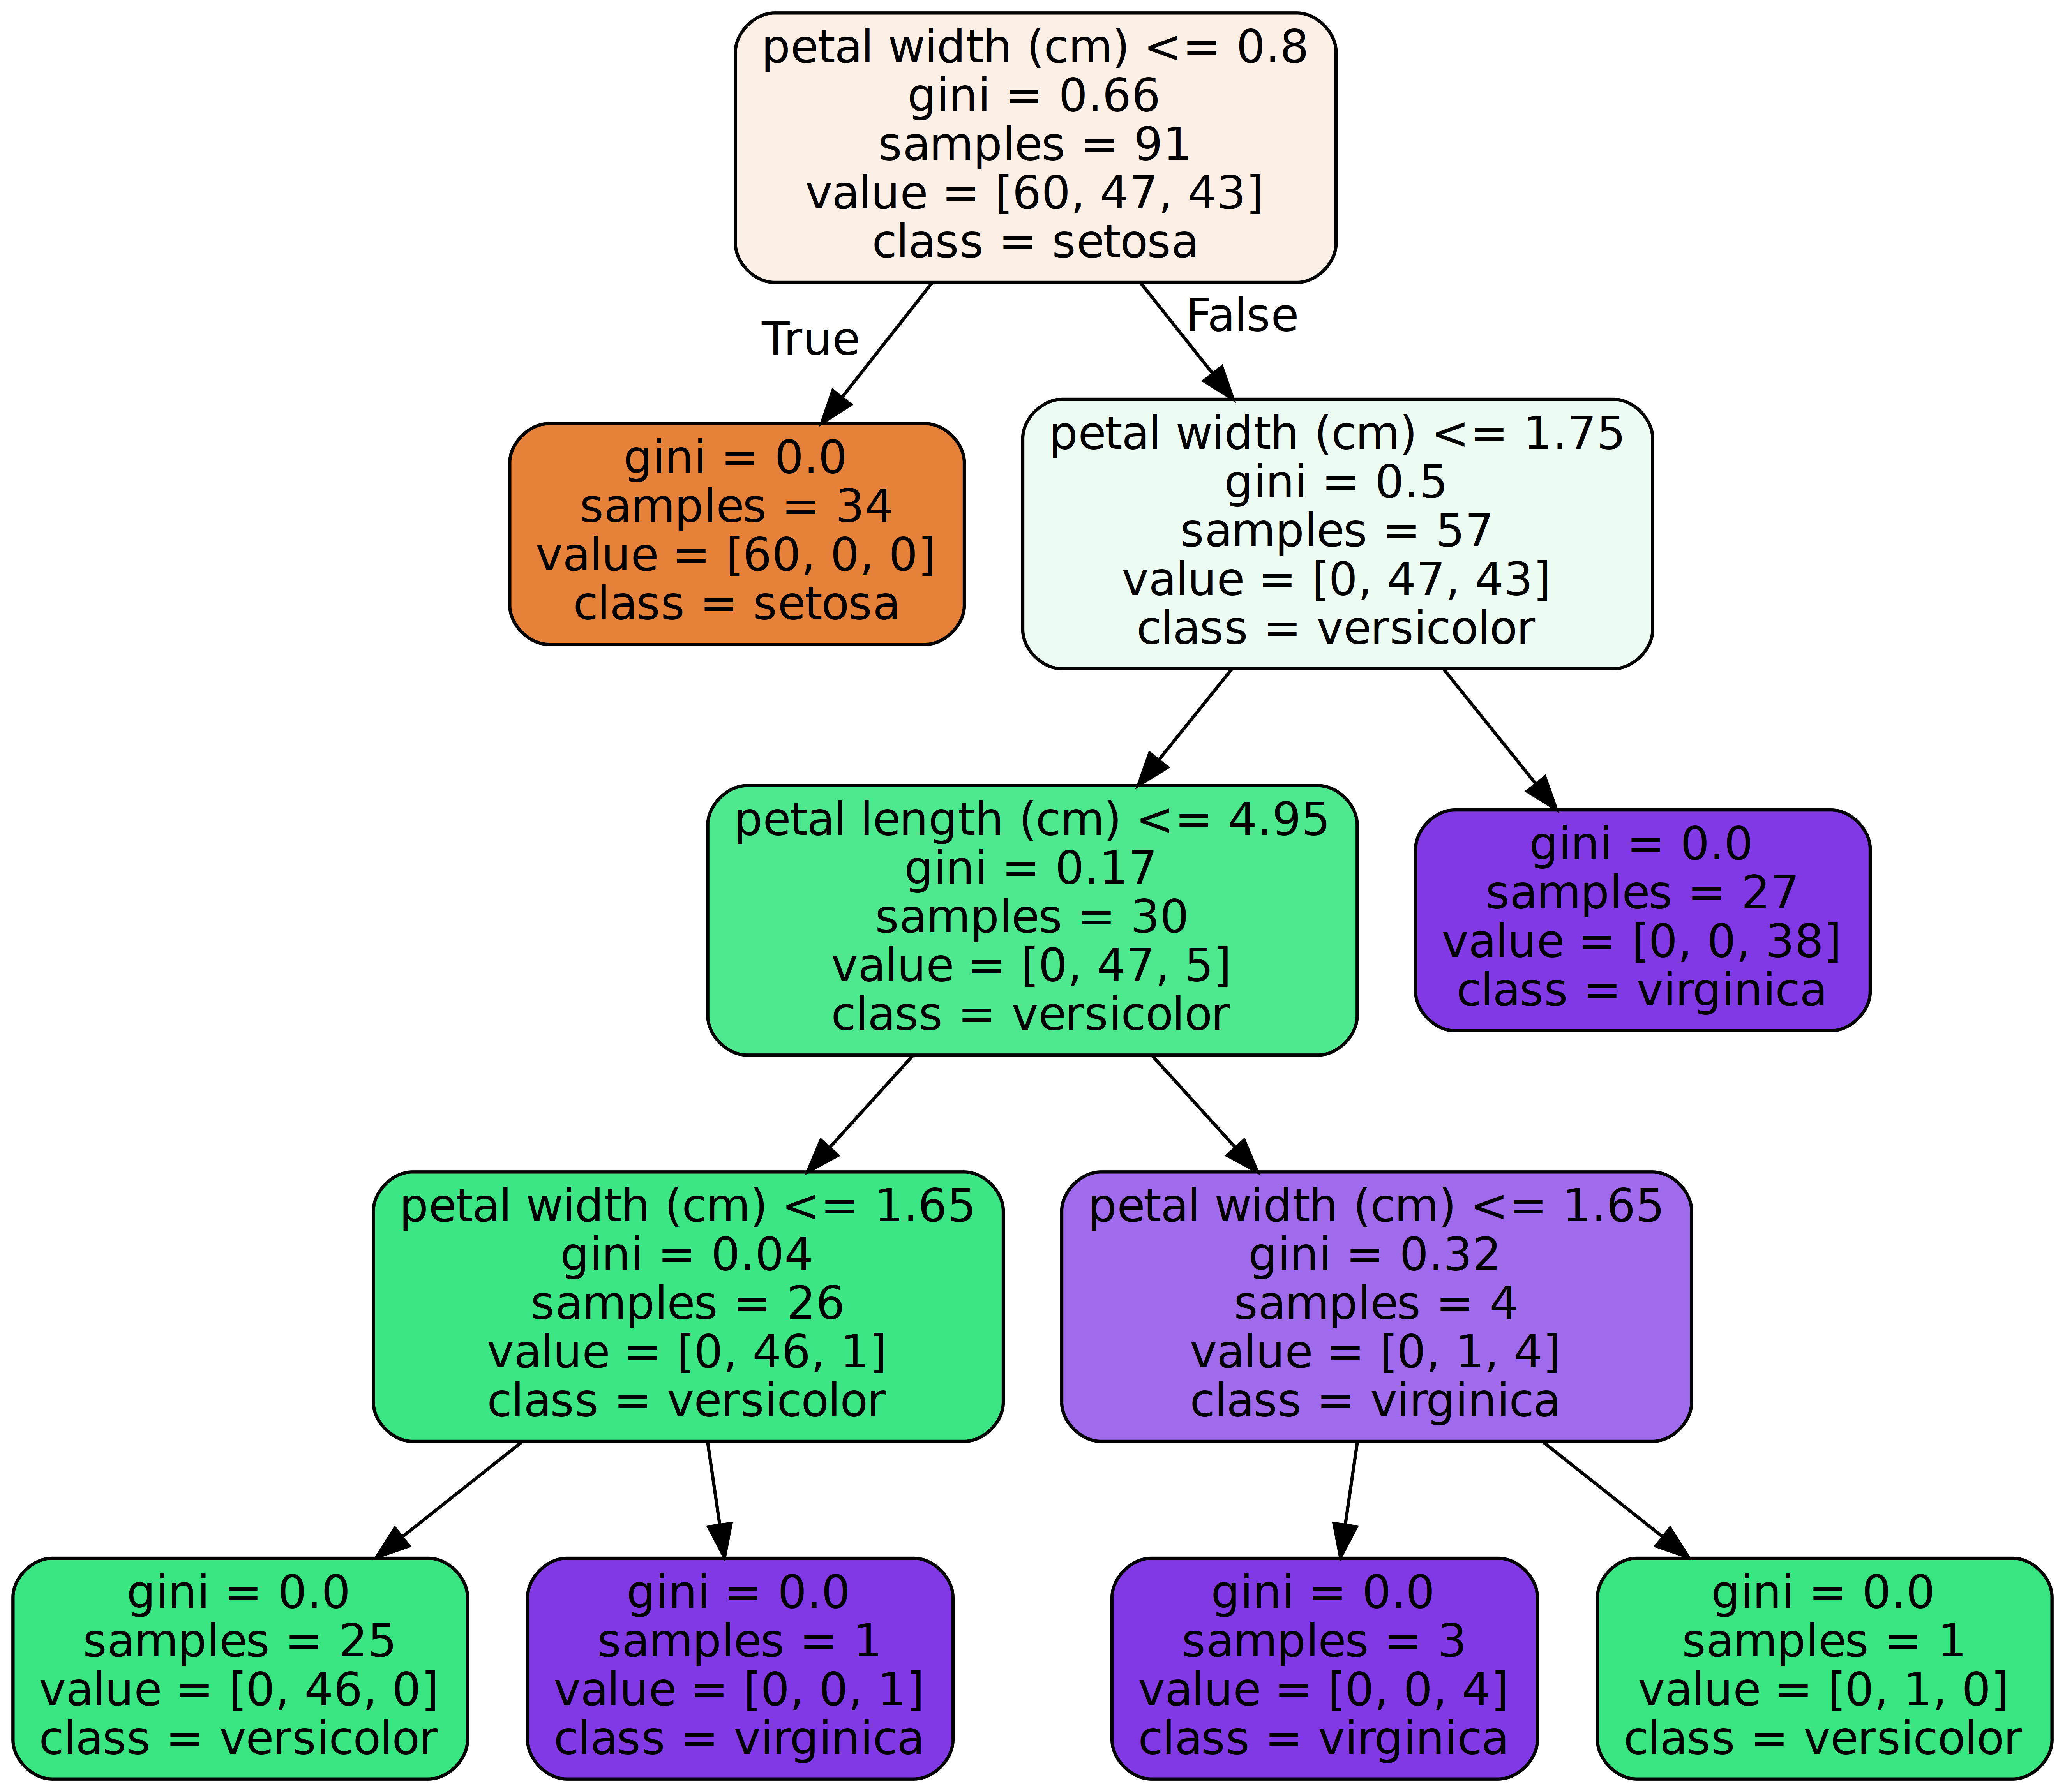 petal width (cm) <= 0.8
gini = 0.66
samples = 91
value = [60, 47, 43]
class = setosa
True
False
gini = 0.0
samples = 34
value = [60, 0, 0]
class = setosa
petal width (cm) <= 1.75
gini = 0.5
samples = 57
value = [0, 47, 43]
class = versicolor
petal length (cm) <= 4.95
gini = 0.17
samples = 30
value = [0, 47, 5]
class = versicolor
gini = 0.0
samples = 27
value = [0, 0, 38]
class = virginica
petal width (cm) <= 1.65
gini = 0.04
samples = 26
value = [0, 46, 1]
class = versicolor
petal width (cm) <= 1.65
gini = 0.32
samples = 4
value = [0, 1, 4]
class = virginica
gini = 0.0
samples = 25
value = [0, 46, 0]
class = versicolor
gini = 0.0
samples = 1
value = [0, 0, 1]
class = virginica
gini = 0.0
samples = 3
value = [0, 0, 4]
class = virginica
gini = 0.0
samples = 1
value = [0, 1, 0]
class = versicolor